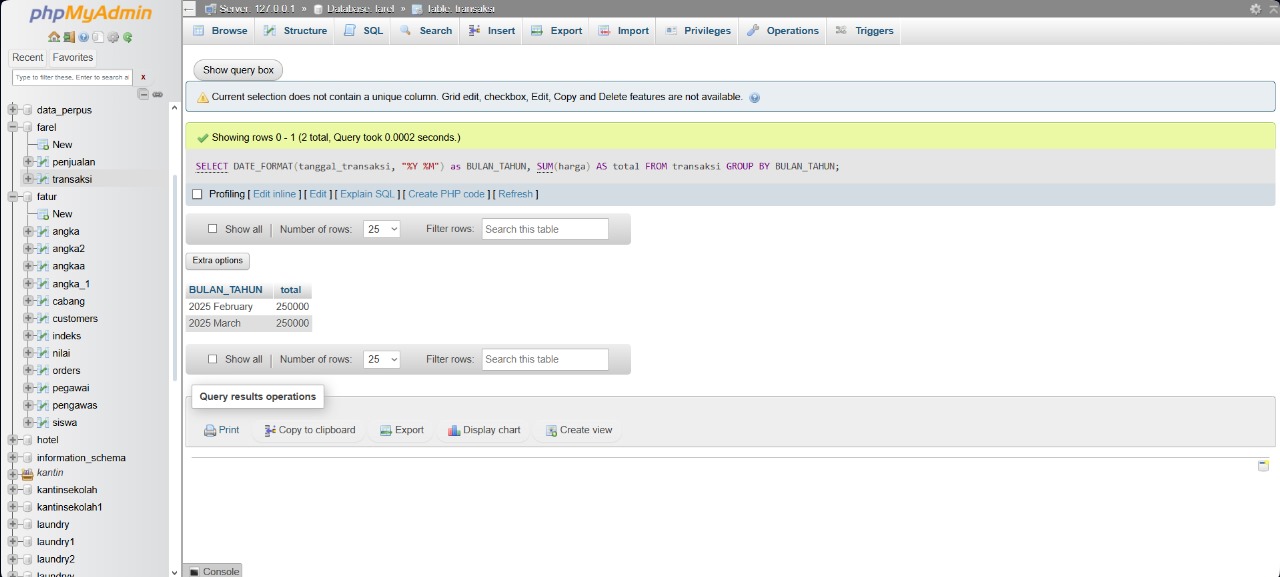 phpMyAdmin
Recent Favorites
Type to filter these, Enter to search al X
data_perpus
farel
New
penjualan
transaksi
fatur
New
angka
angka2
angkaa
angka_1
cabang
customers
indeks
nilai
orders
pegawai
pengawas
siswa
hotel
information_schema
kantin
kantinsekolah
kantinsekolah1
laundry
laundry1
laundry2
laundryy
Server: 127.0.0.1 » Database: farel » Table: transaksi
Browse Structure SQL Search Insert Export Import Privileges Operations Triggers
Show query box
Current selection does not contain a unique column. Grid edit, checkbox, Edit, Copy and Delete features are not available.
Showing rows 0 - 1 (2 total, Query took 0.0002 seconds.)
SELECT DATE_FORMAT(tanggal_transaksi, "%Y %M") as BULAN_TAHUN, SUM(harga) AS total FROM transaksi GROUP BY BULAN_TAHUN;
Profiling [ Edit inline ] [ Edit ] [ Explain SQL ] [ Create PHP code ] [ Refresh ]
Show all | Number of rows: 25 Filter rows: Search this table
Extra options
BULAN_TAHUN total
2025 February 250000
2025 March 250000
Show all | Number of rows: 25 Filter rows: Search this table
Query results operations
Print Copy to clipboard Export Display chart Create view
Console